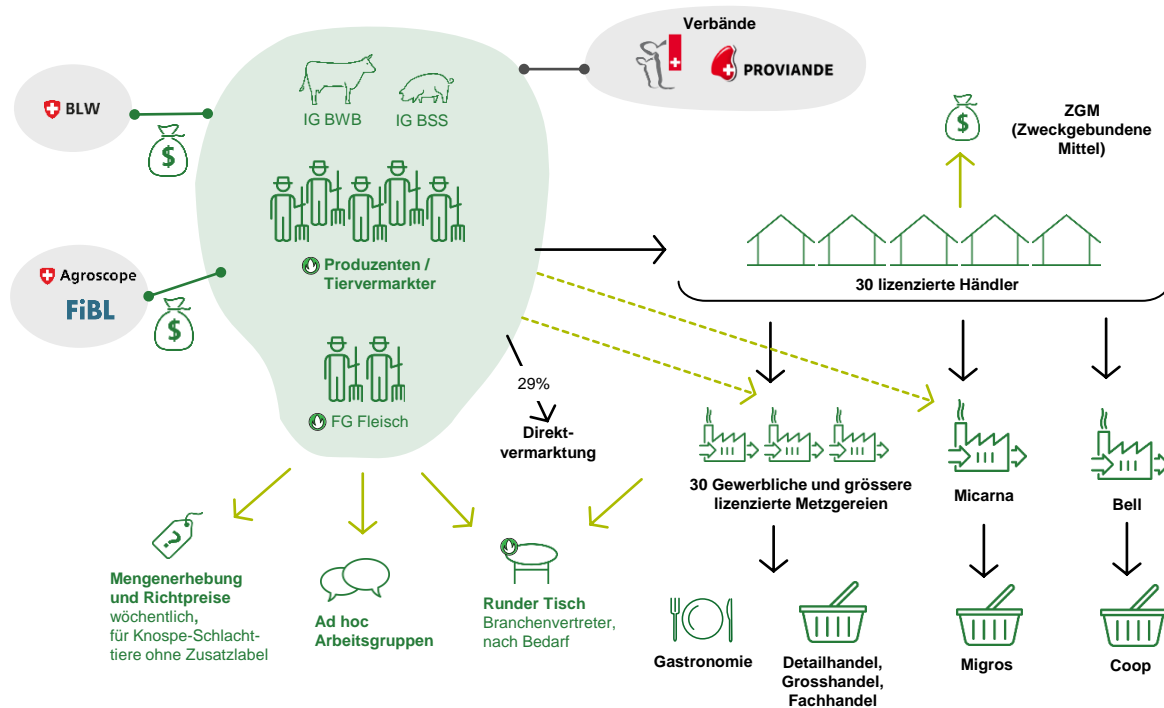 Verbände
PROVIANDE
BLW
$
IG BWB
IG BSS
$
ZGM
(Zweckgebundene
Mittel)
Agroscope
FiBL
$
Produzenten /
Tiervermarkter
30 lizenzierte Händler
29%
Direkt-
vermarktung
FG Fleisch
30 Gewerbliche und grössere
lizenzierte Metzgereien
Micarna
Bell
?
Mengenerhebung
und Richtpreise
wöchentlich,
für Knospe-Schlacht-
tiere ohne Zusatzlabel
Ad hoc
Arbeitsgruppen
Runder Tisch
Branchenvertreter,
nach Bedarf
Gastronomie
Detailhandel,
Grosshandel,
Fachhandel
Migros
Coop